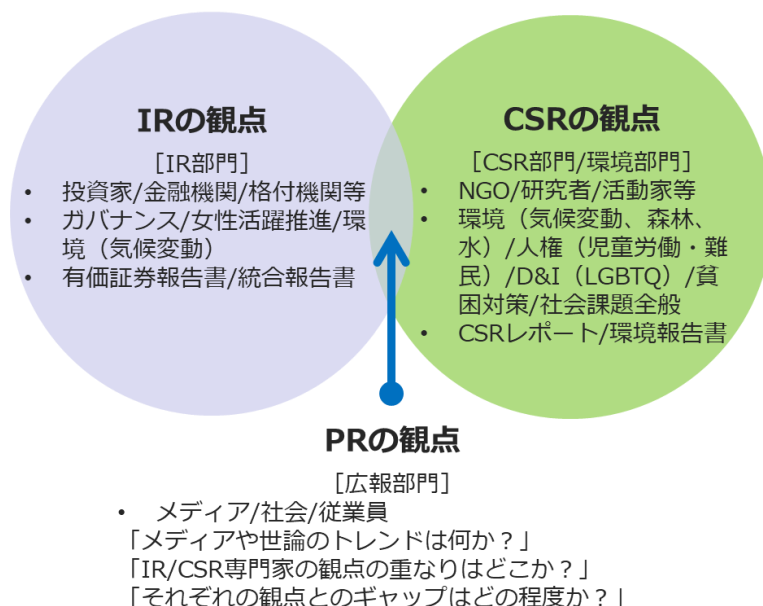 IRの観点
［IR部門］
• 投資家/金融機関/格付機関等
• ガバナンス/女性活躍推進/環
境（気候変動）
• 有価証券報告書/統合報告書
CSRの観点
［CSR部門/環境部門］
• NGO/研究者/活動家等
• 環境（気候変動、森林、
水）/人権（児童労働・難
民）/D&I（LGBTQ）/貧
困対策/社会課題全般
• CSRレポート/環境報告書
PRの観点
［広報部門］
• メディア/社会/従業員
「メディアや世論のトレンドは何か？」
「IR/CSR専門家の観点の重なりはどこか？」
「それぞれの観点とのギャップはどの程度か？」